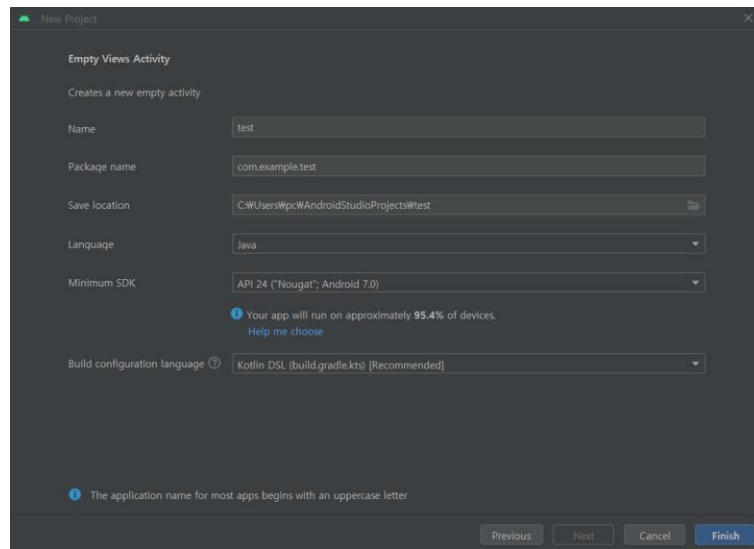 New Project
Empty Views Activity
Creates a new empty activity
Name test
Package name com.example.test
Save location C:₩Users₩pc₩AndroidStudioProjects₩test
Language Java
Minimum SDK API 24 ("Nougat"; Android 7.0)
Your app will run on approximately 95.4% of devices.
Help me choose
Build configuration language ? Kotlin DSL (build.gradle.kts) [Recommended]
The application name for most apps begins with an uppercase letter
Previous Next Cancel Finish